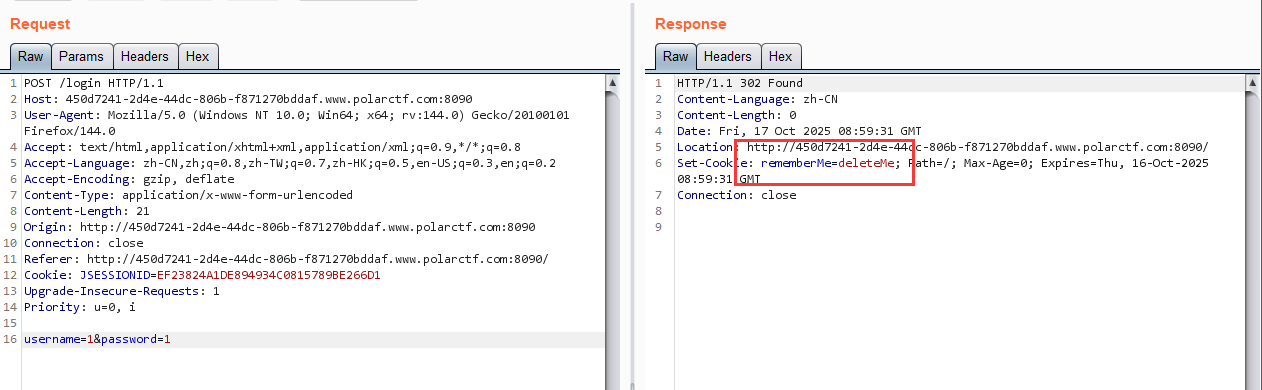 Request
Raw Params Headers Hex
1 POST /login HTTP/1.1
2 Host: 450d7241-2d4e-44dc-806b-f871270bddaf.www.polarctf.com:8090
3 User-Agent: Mozilla/5.0 (Windows NT 10.0; Win64; x64; rv:144.0) Gecko/20100101
Firefox/144.0
4 Accept: text/html,application/xhtml+xml,application/xml;q=0.9,*/*;q=0.8
5 Accept-Language: zh-CN,zh;q=0.8,zh-TW;q=0.7,zh-HK;q=0.5,en-US;q=0.3,en;q=0.2
6 Accept-Encoding: gzip, deflate
7 Content-Type: application/x-www-form-urlencoded
8 Content-Length: 21
9 Origin: http://450d7241-2d4e-44dc-806b-f871270bddaf.www.polarctf.com:8090
10 Connection: close
11 Referer: http://450d7241-2d4e-44dc-806b-f871270bddaf.www.polarctf.com:8090/
12 Cookie: JSESSIONID=EF23824A1DE894934C0815789BE266D1
13 Upgrade-Insecure-Requests: 1
14 Priority: u=0, i
15
16 username=1&password=1
Response
Raw Headers Hex
1 HTTP/1.1 302 Found
2 Content-Language: zh-CN
3 Content-Length: 0
4 Date: Fri, 17 Oct 2025 08:59:31 GMT
5 Location: http://450d7241-2d4e-44dc-806b-f871270bddaf.www.polarctf.com:8090/
6 Set-Cookie: rememberMe=deleteMe; Path=/; Max-Age=0; Expires=Thu, 16-Oct-2025
08:59:31 GMT
7 Connection: close
8
9